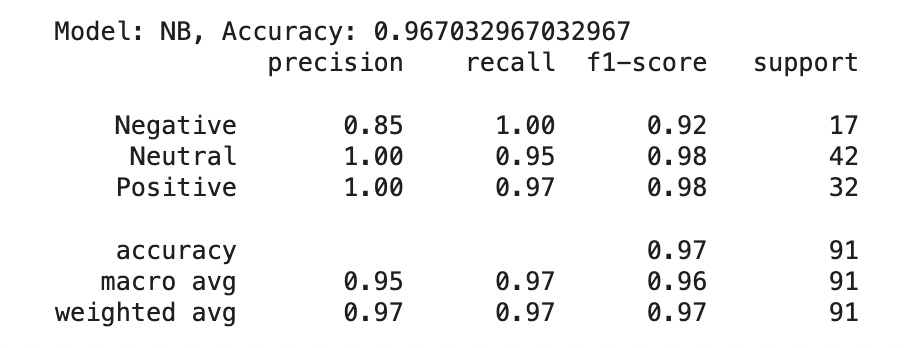 Model: NB, Accuracy: 0.967032967032967
precision recall f1-score support
Negative 0.85 1.00 0.92 17
Neutral 1.00 0.95 0.98 42
Positive 1.00 0.97 0.98 32
accuracy 0.97 91
macro avg 0.95 0.97 0.96 91
weighted avg 0.97 0.97 0.97 91